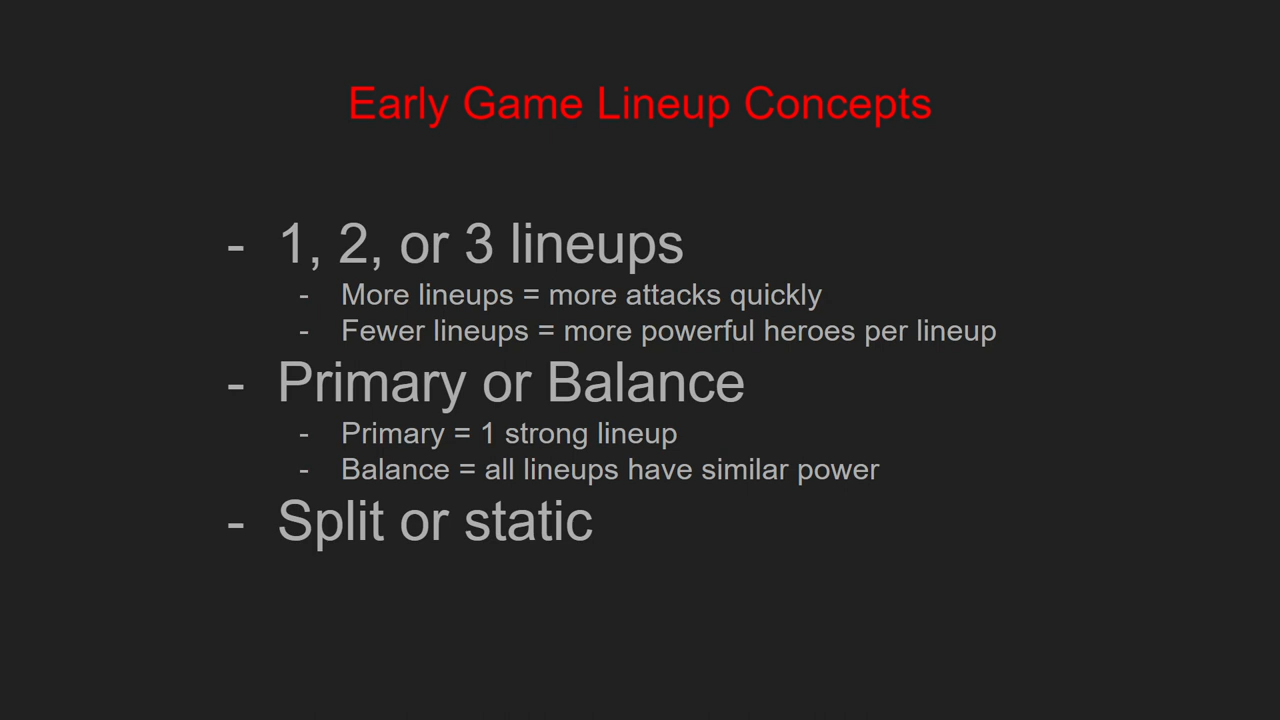 Early Game Lineup Concepts
- 1, 2, or 3 lineups
- More lineups = more attacks quickly
- Fewer lineups = more powerful heroes per lineup
- Primary or Balance
- Primary = 1 strong lineup
- Balance = all lineups have similar power
- Split or static